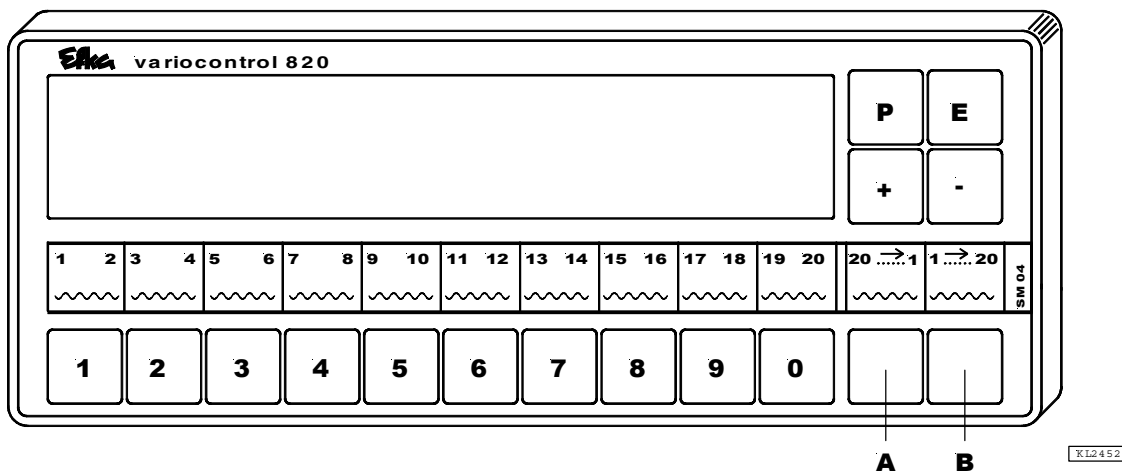 Efka variocontrol 820
P E
+ -
1 2 3 4 5 6 7 8 9 10 11 12 13 14 15 16 17 18 19 20 20 → 1 1 → 20
SM 04
1 2 3 4 5 6 7 8 9 0
A B
KL2452